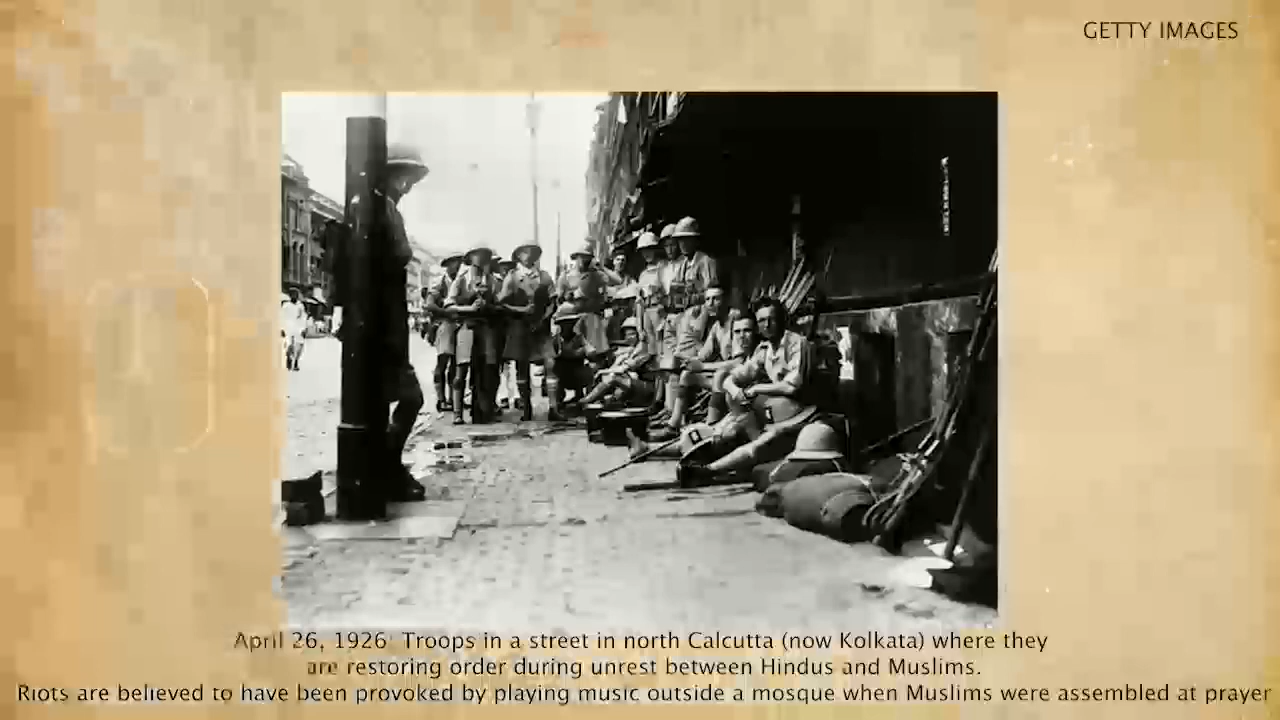 GETTY IMAGES
April 26, 1926: Troops in a street in north Calcutta (now Kolkata) where they
are restoring order during unrest between Hindus and Muslims.
Riots are believed to have been provoked by playing music outside a mosque when Muslims were assembled at prayer